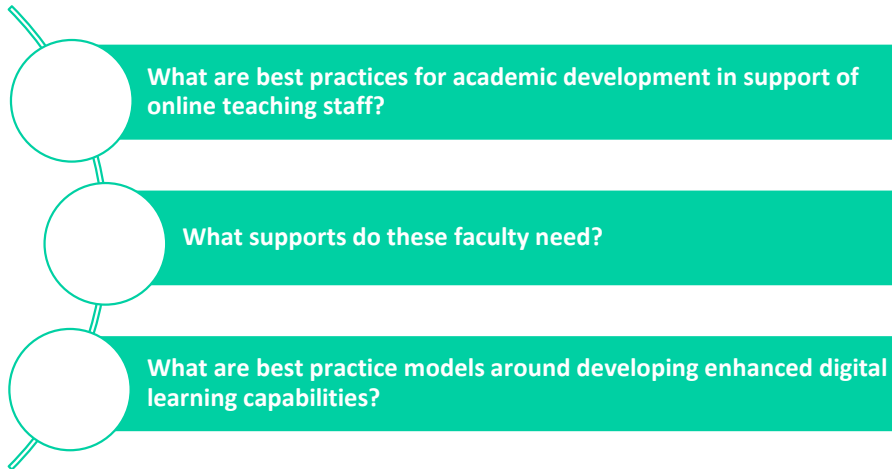 What are best practices for academic development in support of
online teaching staff?
What supports do these faculty need?
What are best practice models around developing enhanced digital
learning capabilities?